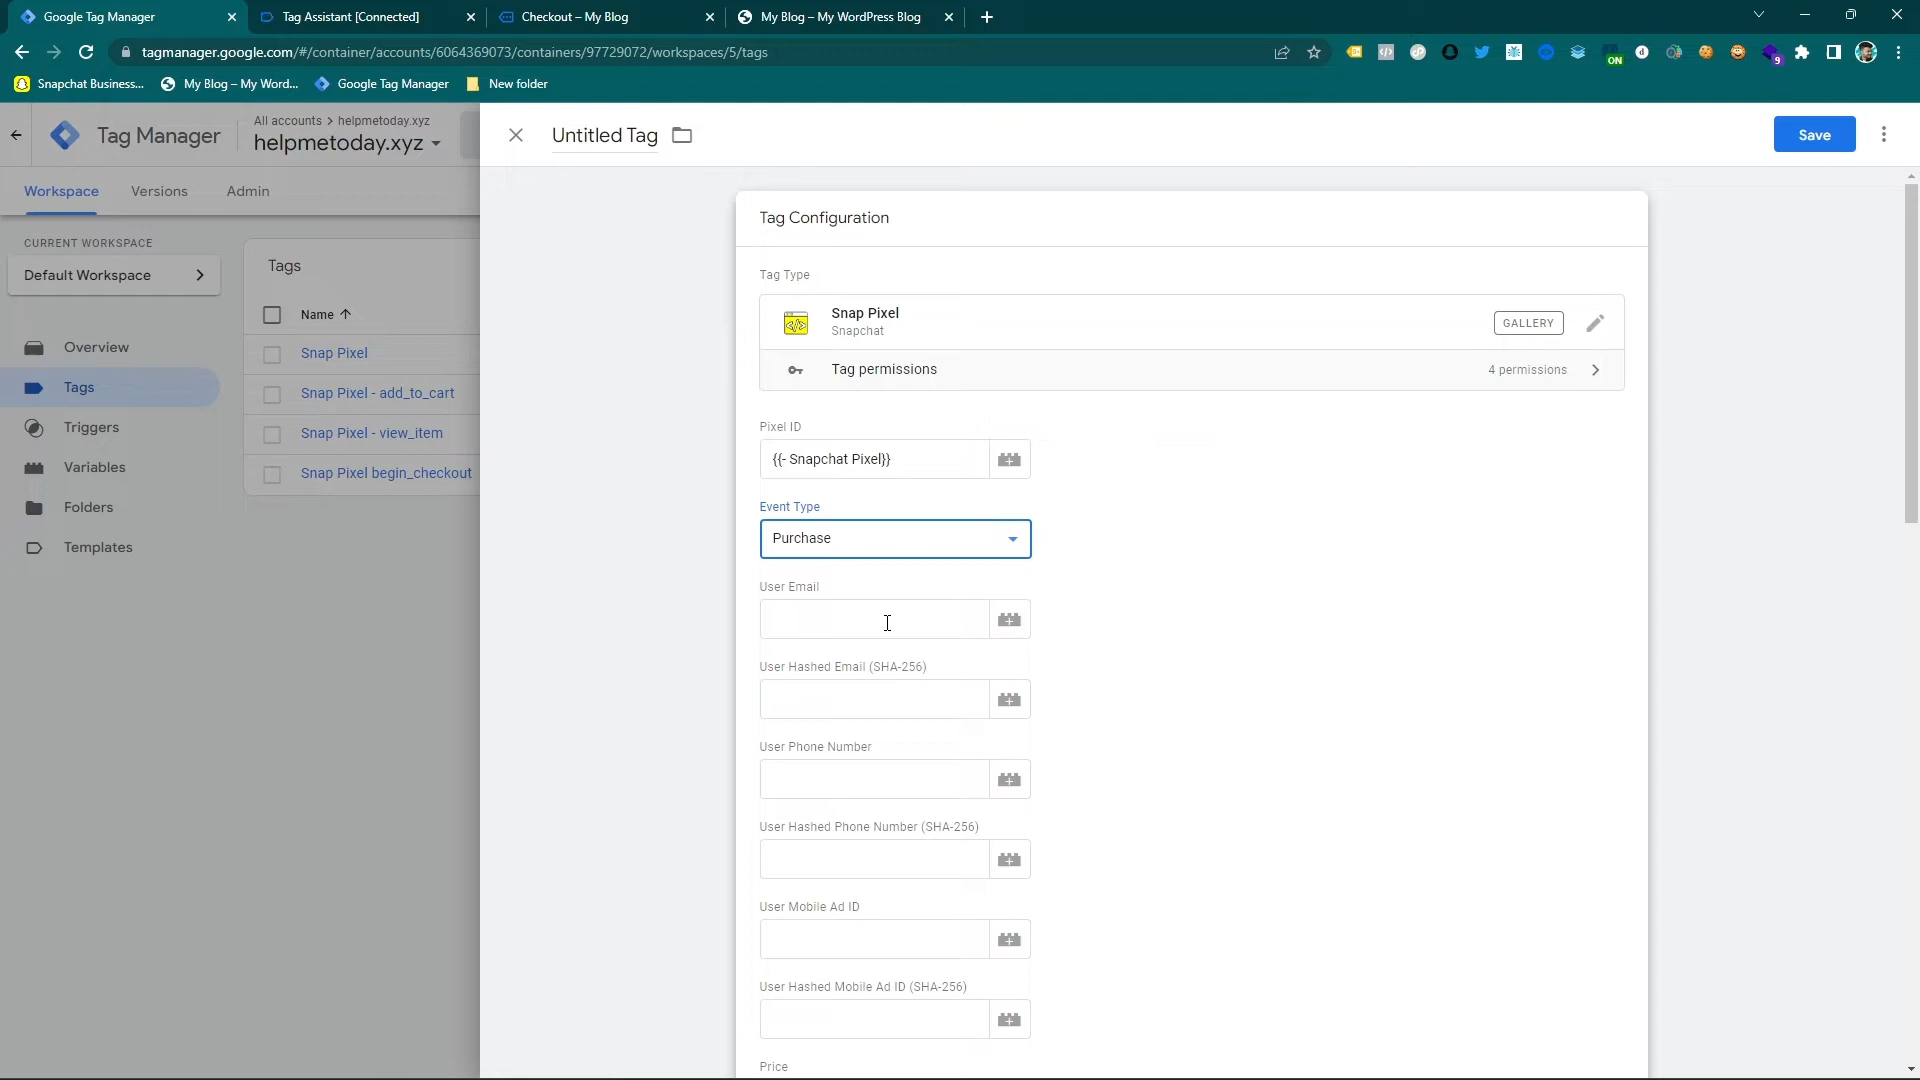 Google Tag Manager
Tag Assistant [Connected]
Checkout – My Blog
My Blog – My WordPress Blog
tagmanager.google.com/#/container/accounts/6064369073/containers/97729072/workspaces/5/tags
ON
9
Snapchat Business...
My Blog – My Word...
Google Tag Manager
New folder
Tag Manager
All accounts > helpmetoday.xyz
helpmetoday.xyz
Untitled Tag
Save
Workspace
Versions
Admin
CURRENT WORKSPACE
Default Workspace
Overview
Tags
Triggers
Variables
Folders
Templates
Tags
Name
Snap Pixel
Snap Pixel - add_to_cart
Snap Pixel - view_item
Snap Pixel begin_checkout
Tag Configuration
Tag Type
Snap Pixel
Snapchat
GALLERY
Tag permissions
4 permissions
Pixel ID
{{- Snapchat Pixel}}
Event Type
Purchase
User Email
User Hashed Email (SHA-256)
User Phone Number
User Hashed Phone Number (SHA-256)
User Mobile Ad ID
User Hashed Mobile Ad ID (SHA-256)
Price